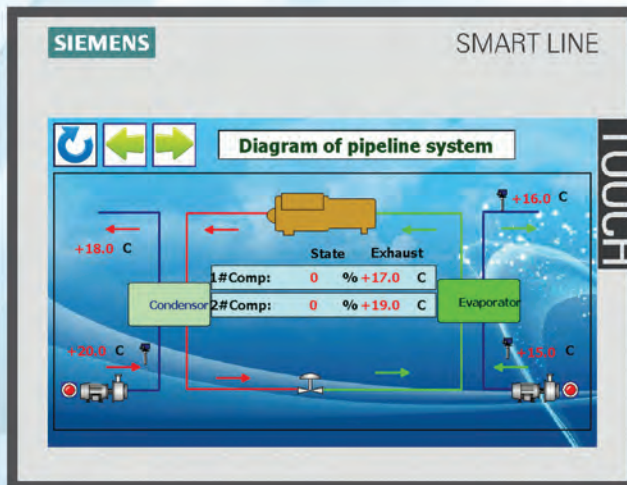 SIEMENS
SMART LINE
TOUCH
Diagram of pipeline system
+16.0 C
+18.0 C
State Exhaust
1#Comp: 0 % +17.0 C
2#Comp: 0 % +19.0 C
Condensor
Evaporator
+20.0 C
+15.0 C